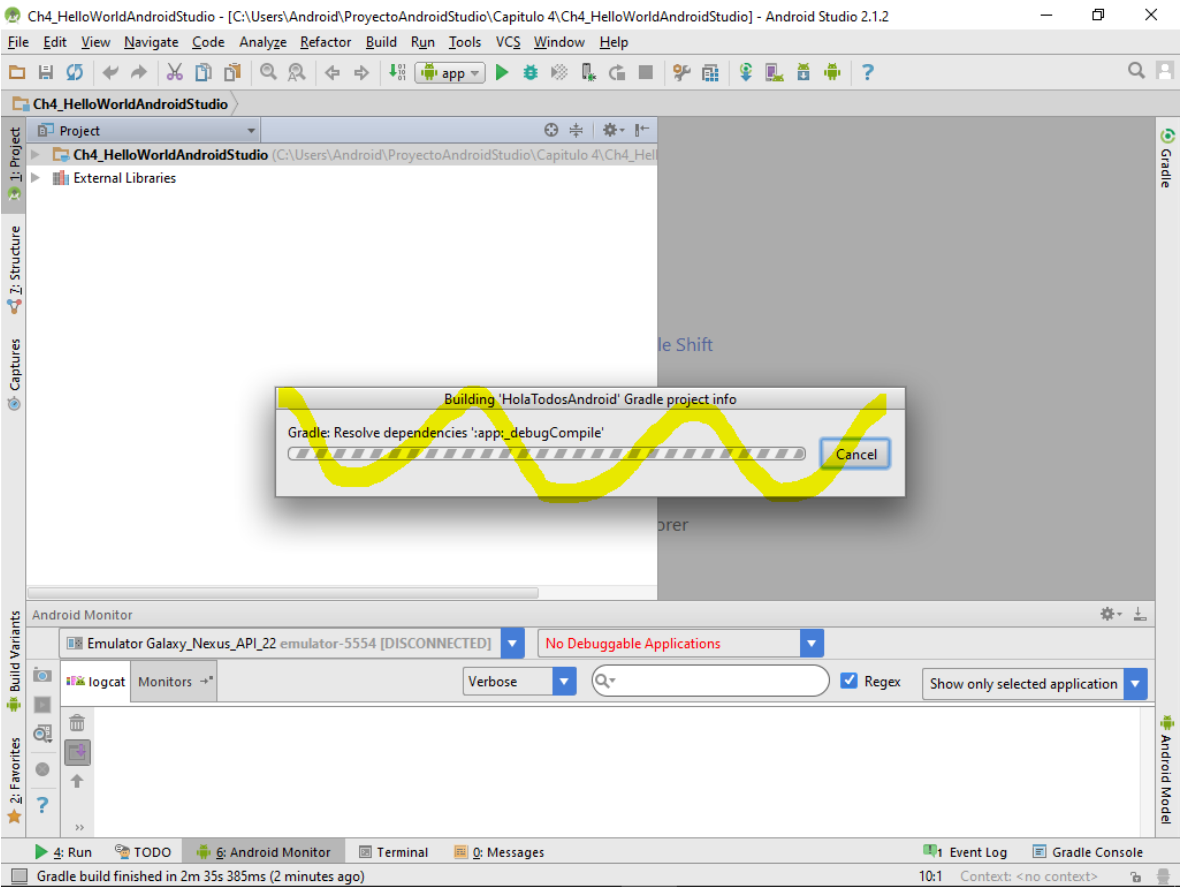 Ch4_HelloWorldAndroidStudio - [C:\Users\Android\ProyectoAndroidStudio\Capitulo 4\Ch4_HelloWorldAndroidStudio] - Android Studio 2.1.2
File Edit View Navigate Code Analyze Refactor Build Run Tools VCS Window Help
app
Ch4_HelloWorldAndroidStudio
Project
Ch4_HelloWorldAndroidStudio (C:\Users\Android\ProyectoAndroidStudio\Capitulo 4\Ch4_Hell
External Libraries
1: Project
7: Structure
Captures
Build Variants
2: Favorites
Gradle
Android Model
le Shift
Building 'HolaTodosAndroid' Gradle project info
Gradle: Resolve dependencies ':app:_debugCompile'
Cancel
orer
Android Monitor
Emulator Galaxy_Nexus_API_22 emulator-5554 [DISCONNECTED] No Debuggable Applications
logcat Monitors Verbose Regex Show only selected application
4: Run TODO 6: Android Monitor Terminal 0: Messages 1 Event Log Gradle Console
Gradle build finished in 2m 35s 385ms (2 minutes ago) 10:1 Context: <no context>